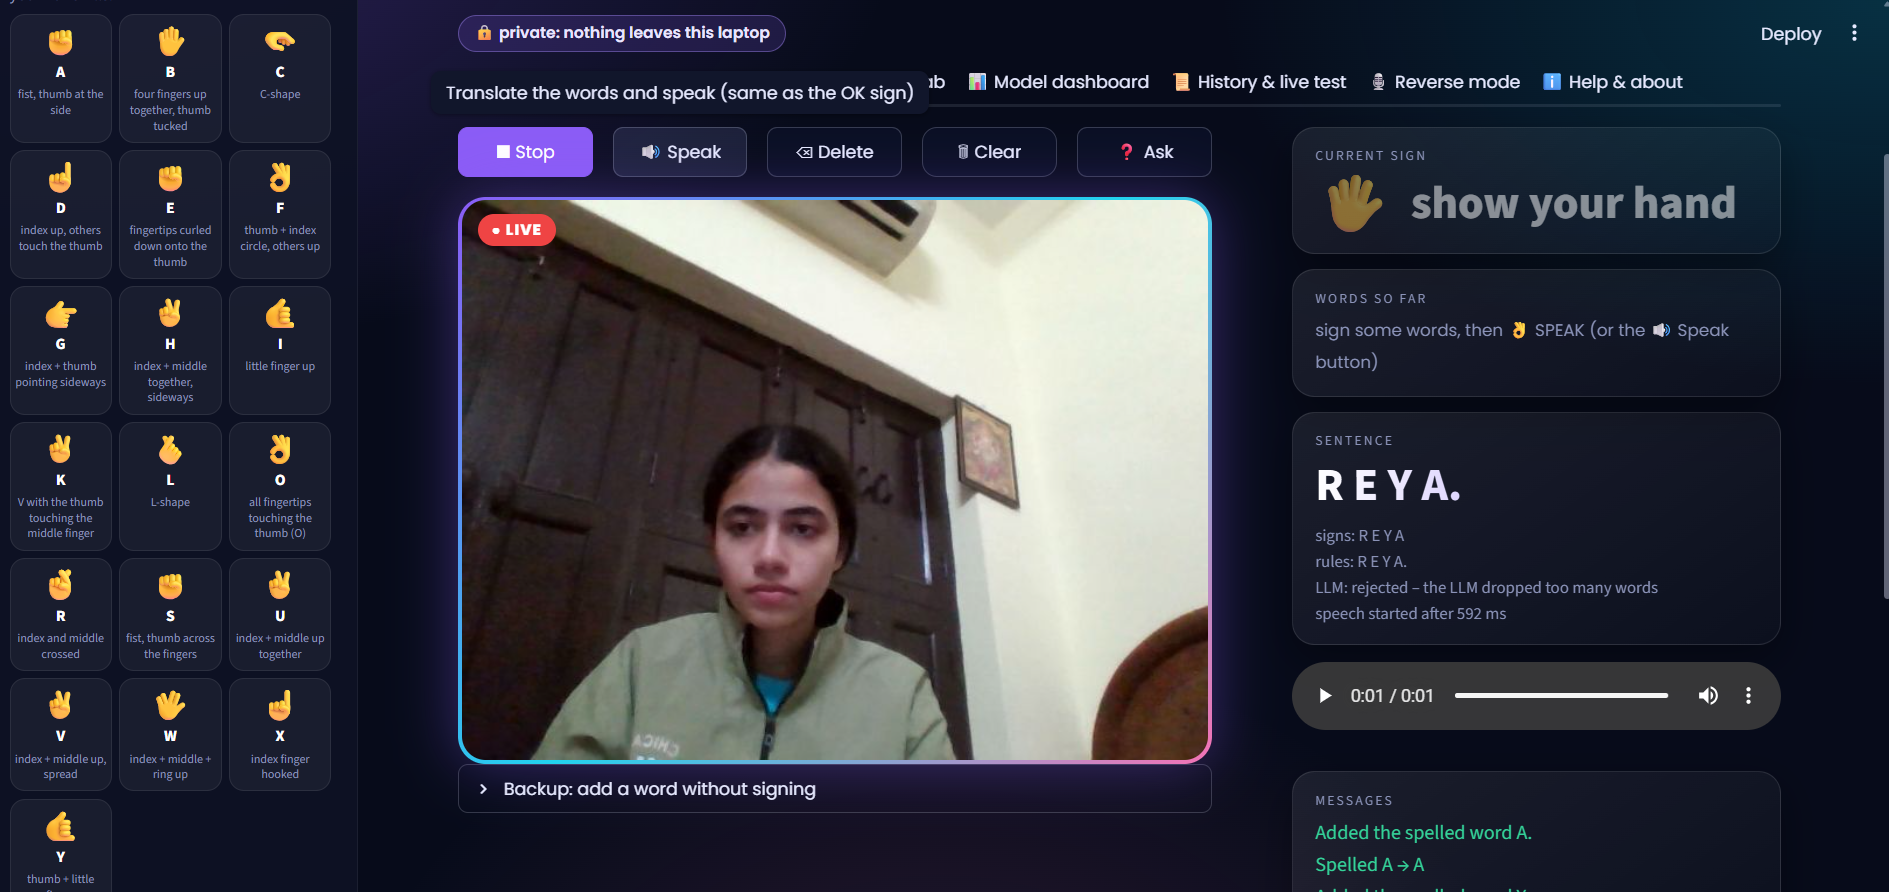 A
fist, thumb at the
side
B
four fingers up
together, thumb
tucked
C
C-shape
D
index up, others
touch the thumb
E
fingertips curled
down onto the
thumb
F
thumb + index
circle, others up
G
index + thumb
pointing sideways
H
index + middle
together,
sideways
I
little finger up
K
V with the thumb
touching the
middle finger
L
L-shape
O
all fingertips
touching the
thumb (O)
R
index and middle
crossed
S
fist, thumb across
the fingers
U
index + middle up
together
V
index + middle up,
spread
W
index + middle +
ring up
X
index finger
hooked
Y
thumb + little
private: nothing leaves this laptop
Deploy
Translate the words and speak (same as the OK sign)
Model dashboard
History & live test
Reverse mode
Help & about
Stop
Speak
Delete
Clear
Ask
LIVE
Backup: add a word without signing
CURRENT SIGN
show your hand
WORDS SO FAR
sign some words, then 👌 SPEAK (or the 🔊 Speak
button)
SENTENCE
R E Y A.
signs: R E Y A
rules: R E Y A.
LLM: rejected – the LLM dropped too many words
speech started after 592 ms
0:01 / 0:01
MESSAGES
Added the spelled word A.
Spelled A → A